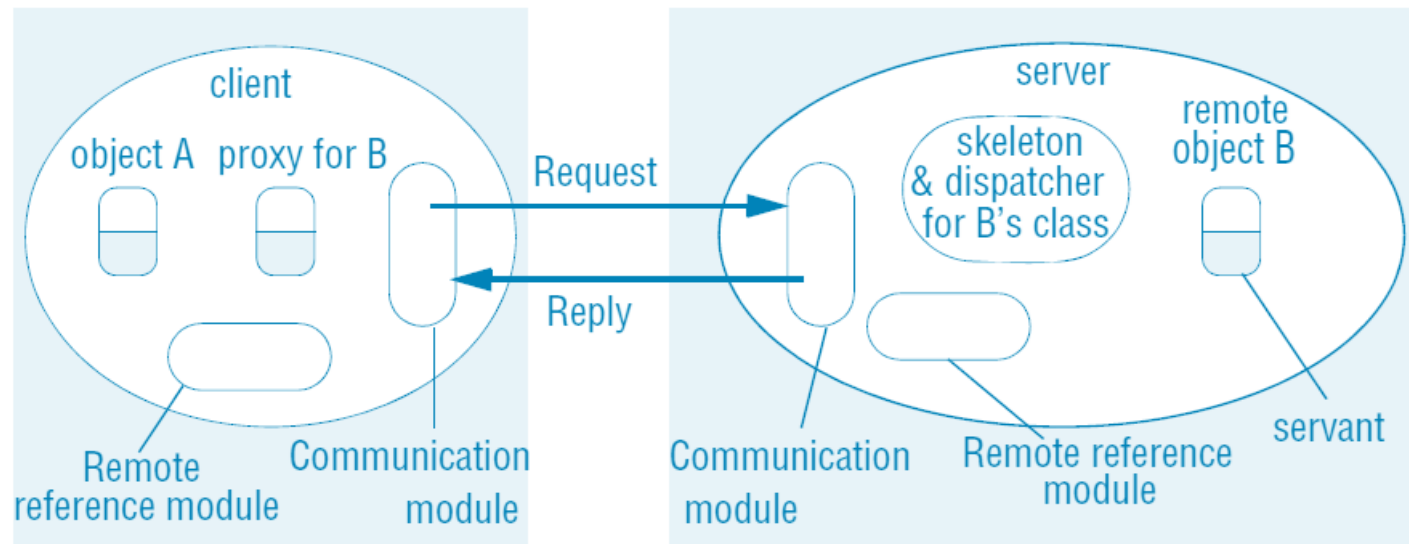 client
object A
proxy for B
Remote
reference module
Communication
module
Request
Reply
server
skeleton
& dispatcher
for B's class
remote
object B
Communication
module
Remote reference
module
servant